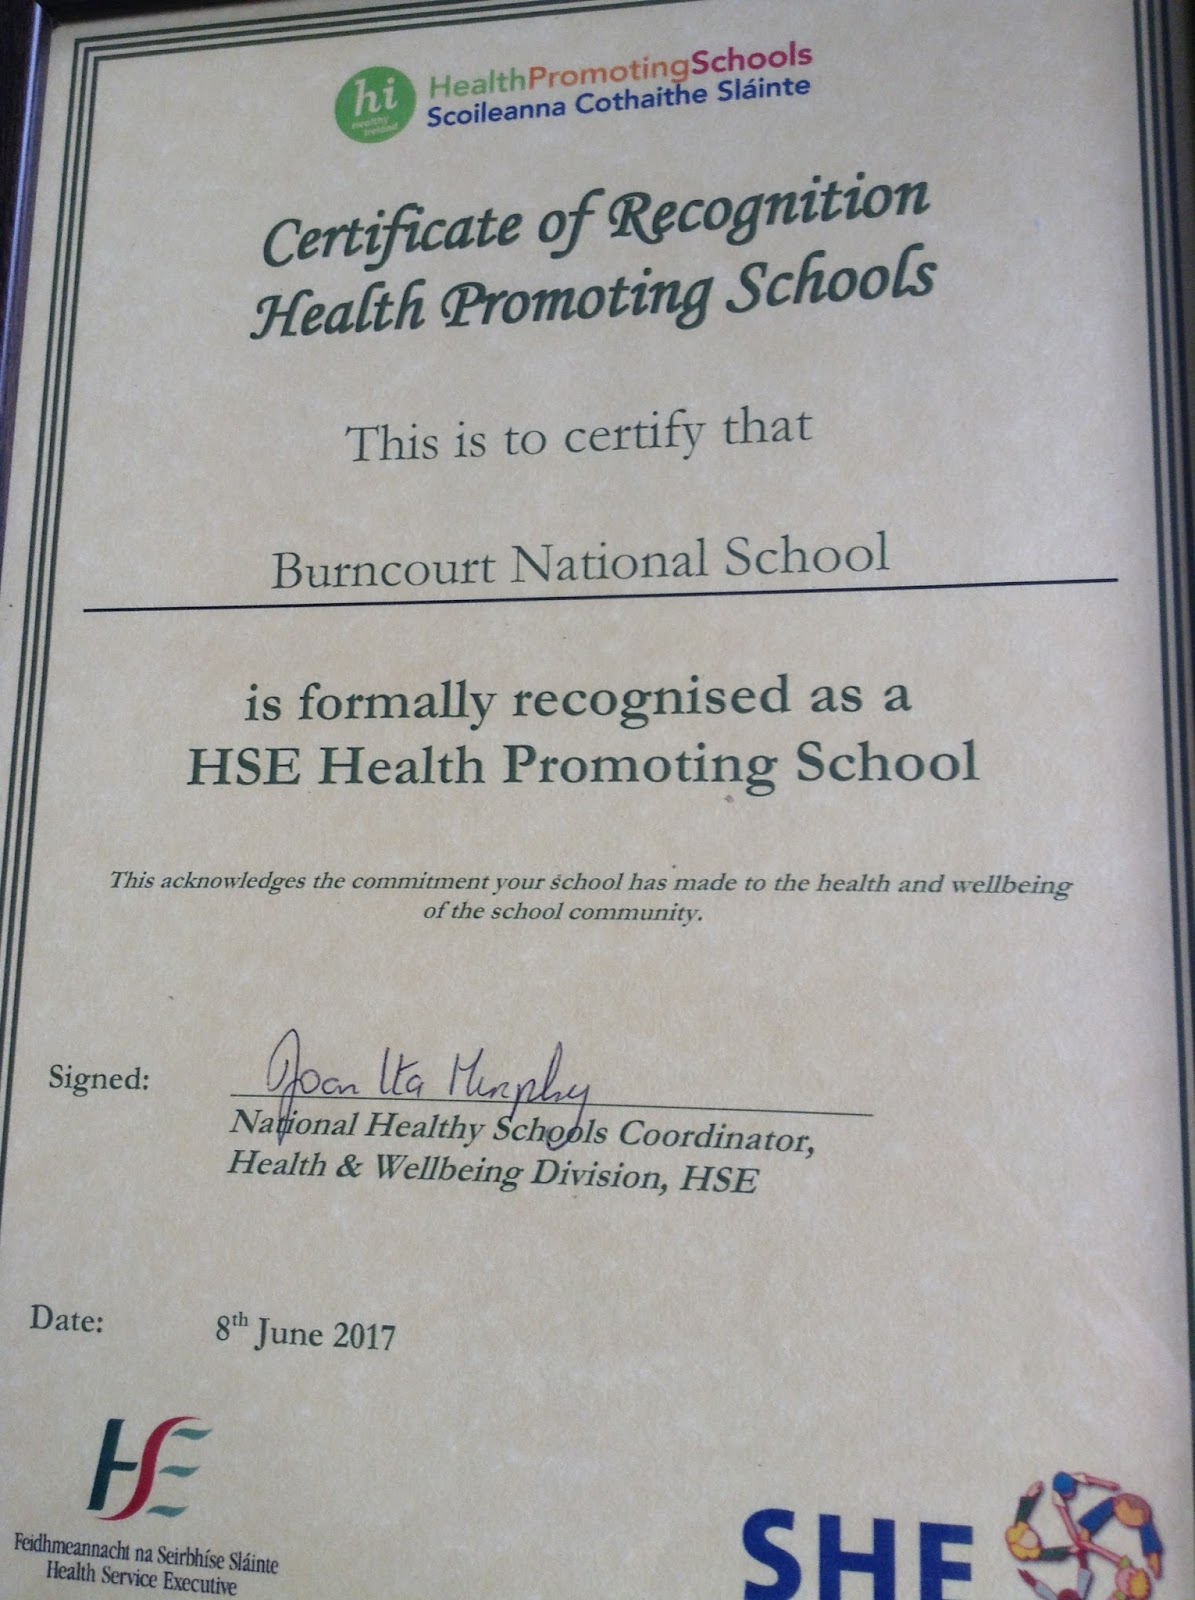 hi
Healthy
Ireland
HealthPromotingSchools
Scoileanna Cothaithe Sláinte
Certificate of Recognition
Health Promoting Schools
This is to certify that
Burncourt National School
is formally recognised as a
HSE Health Promoting School
This acknowledges the commitment your school has made to the health and wellbeing
of the school community.
Signed:
Joan Ita Murphy
National Healthy Schools Coordinator,
Health & Wellbeing Division, HSE
Date:
8th June 2017
HSE
Feidhmeannacht na Seirbhíse Sláinte
Health Service Executive
SHE